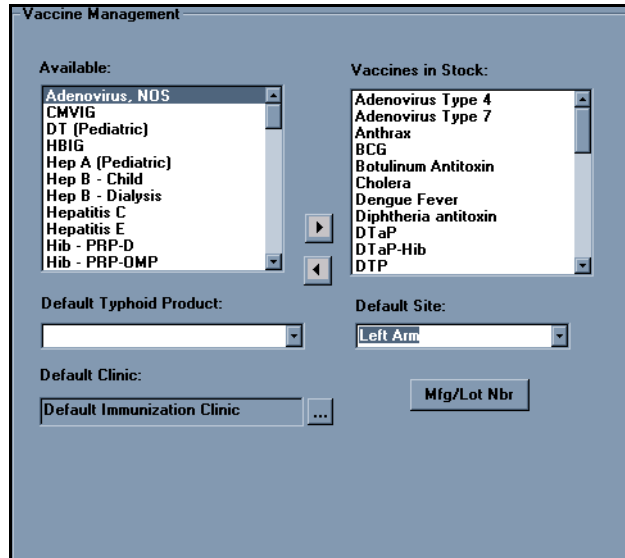 Vaccine Management
Available:
Adenovirus, NOS
CMVIG
DT (Pediatric)
HBIG
Hep A (Pediatric)
Hep B - Child
Hep B - Dialysis
Hepatitis C
Hepatitis E
Hib - PRP-D
Hib - PRP-OMP
Vaccines in Stock:
Adenovirus Type 4
Adenovirus Type 7
Anthrax
BCG
Botulinum Antitoxin
Cholera
Dengue Fever
Diphtheria antitoxin
DTaP
DTaP-Hib
DTP
Default Typhoid Product:
Default Site:
Left Arm
Default Clinic:
Default Immunization Clinic
...
Mfg/Lot Nbr